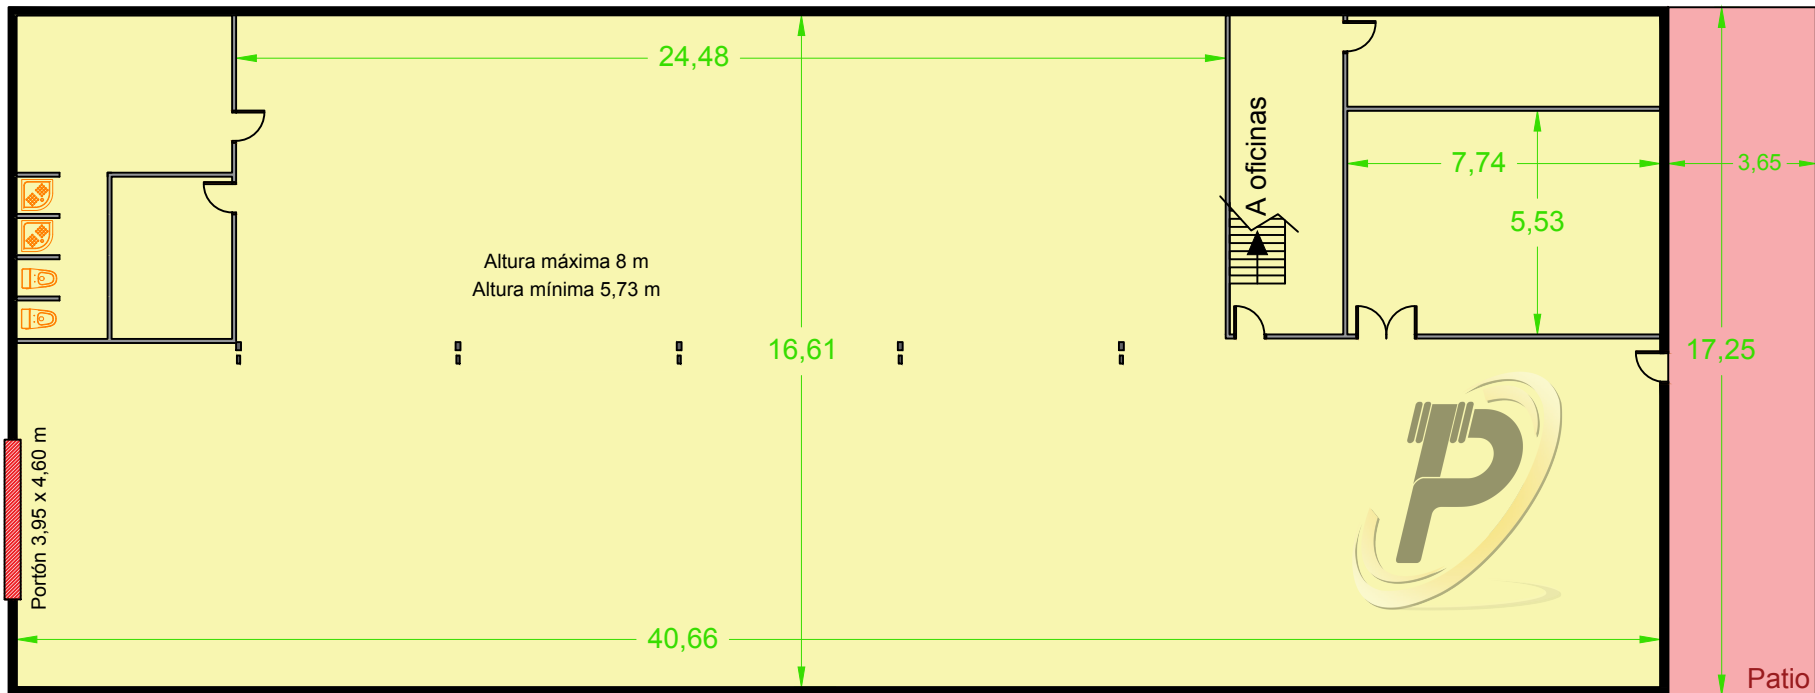 24,48
A oficinas
7,74
3,65
5,53
Altura máxima 8 m
Altura mínima 5,73 m
16,61
17,25
Portón 3,95 x 4,60 m
40,66
Patio